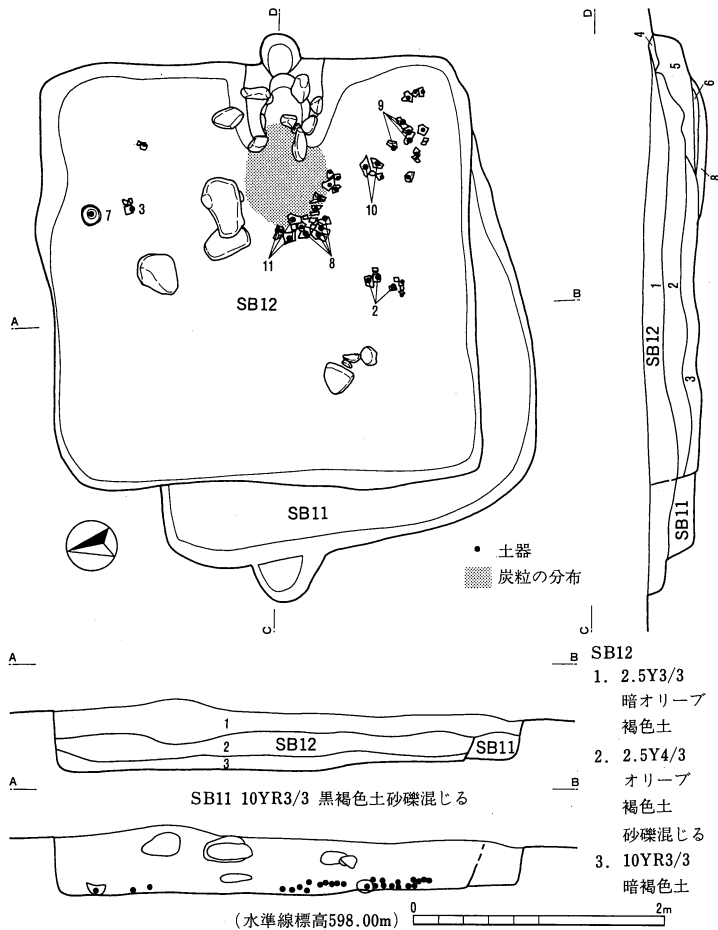 D
D
4
5
6
8
9
7
3
10
11
8
2
SB12
A
B
1
2
3
SB12
SB11
SB11
土器
炭粒の分布
C
C
A
B
1
2
3
SB12
SB11
A
B
SB11 10YR3/3 黒褐色土砂礫混じる
SB12
1. 2.5Y3/3
暗オリーブ
褐色土
2. 2.5Y4/3
オリーブ
褐色土
砂礫混じる
3. 10YR3/3
暗褐色土
(水準線標高598.00m)
0
2m